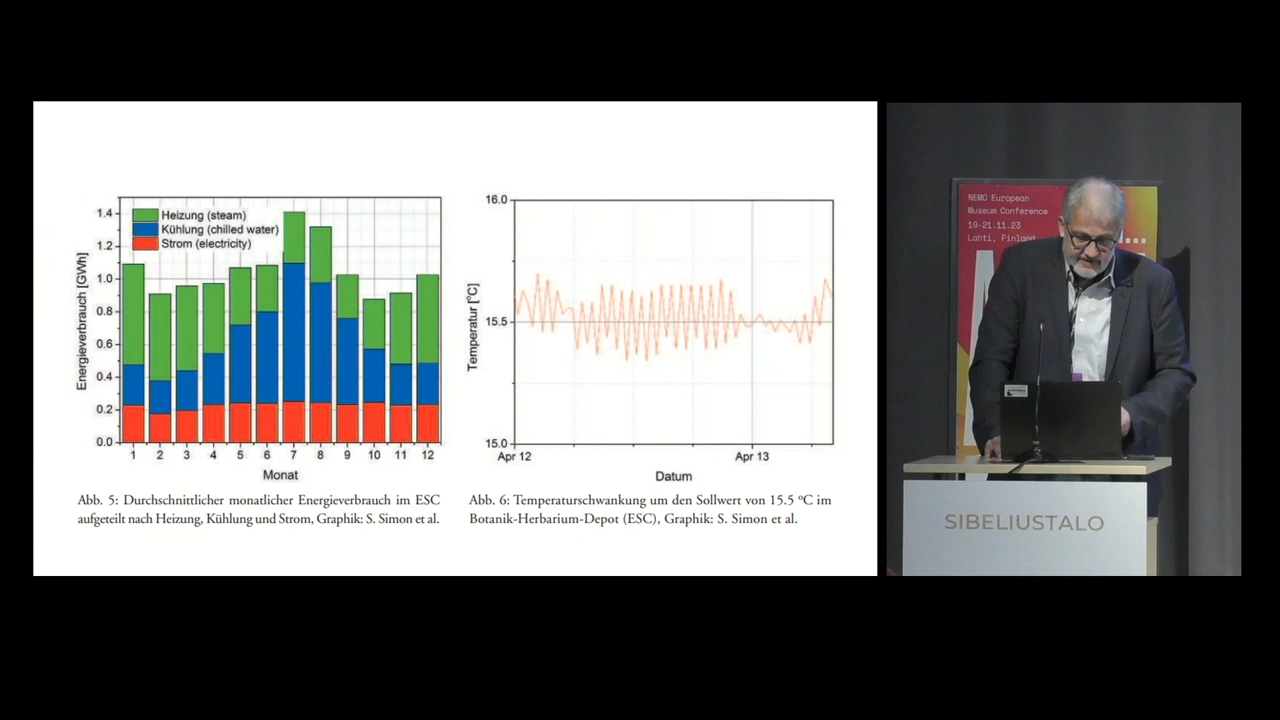 1.4
1.2
1.0
0.8
0.6
0.4
0.2
0.0
Energieverbrauch [GWh]
Heizung (steam)
Kühlung (chilled water)
Strom (electricity)
1 2 3 4 5 6 7 8 9 10 11 12
Monat
Abb. 5: Durchschnittlicher monatlicher Energieverbrauch im ESC
aufgeteilt nach Heizung, Kühlung und Strom, Graphik: S. Simon et al.
16.0
15.5
15.0
Temperatur [°C]
Apr 12 Apr 13
Datum
Abb. 6: Temperaturschwankung um den Sollwert von 15.5 °C im
Botanik-Herbarium-Depot (ESC), Graphik: S. Simon et al.
NEMO European
Museum Conference
19-21.11.23
Lahti, Finland
SIBELIUSTALO